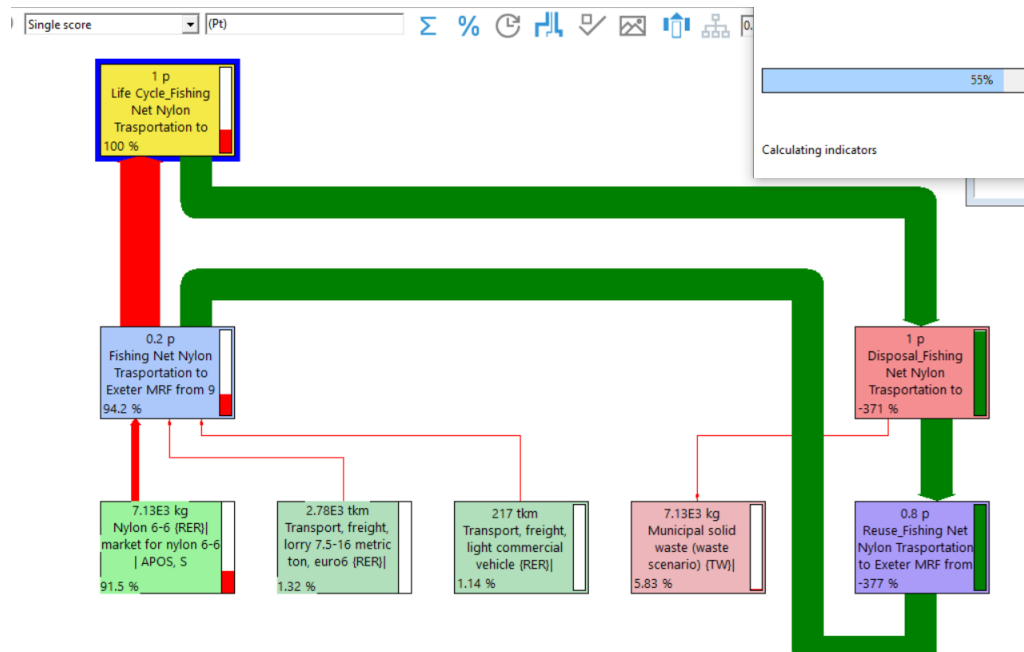 Single score
(Pt)
Σ
%
0.
55%
Calculating indicators
1 p
Life Cycle_Fishing
Net Nylon
Trasportation to
100 %
0.2 p
Fishing Net Nylon
Trasportation to
Exeter MRF from 9
94.2 %
1 p
Disposal_Fishing
Net Nylon
Trasportation to
-371 %
7.13E3 kg
Nylon 6-6 {RER}|
market for nylon 6-6
| APOS, S
91.5 %
2.78E3 tkm
Transport, freight,
lorry 7.5-16 metric
ton, euro6 {RER}|
1.32 %
217 tkm
Transport, freight,
light commercial
vehicle {RER}|
1.14 %
7.13E3 kg
Municipal solid
waste (waste
scenario) {TW}|
5.83 %
0.8 p
Reuse_Fishing Net
Nylon Trasportation
to Exeter MRF from
-377 %